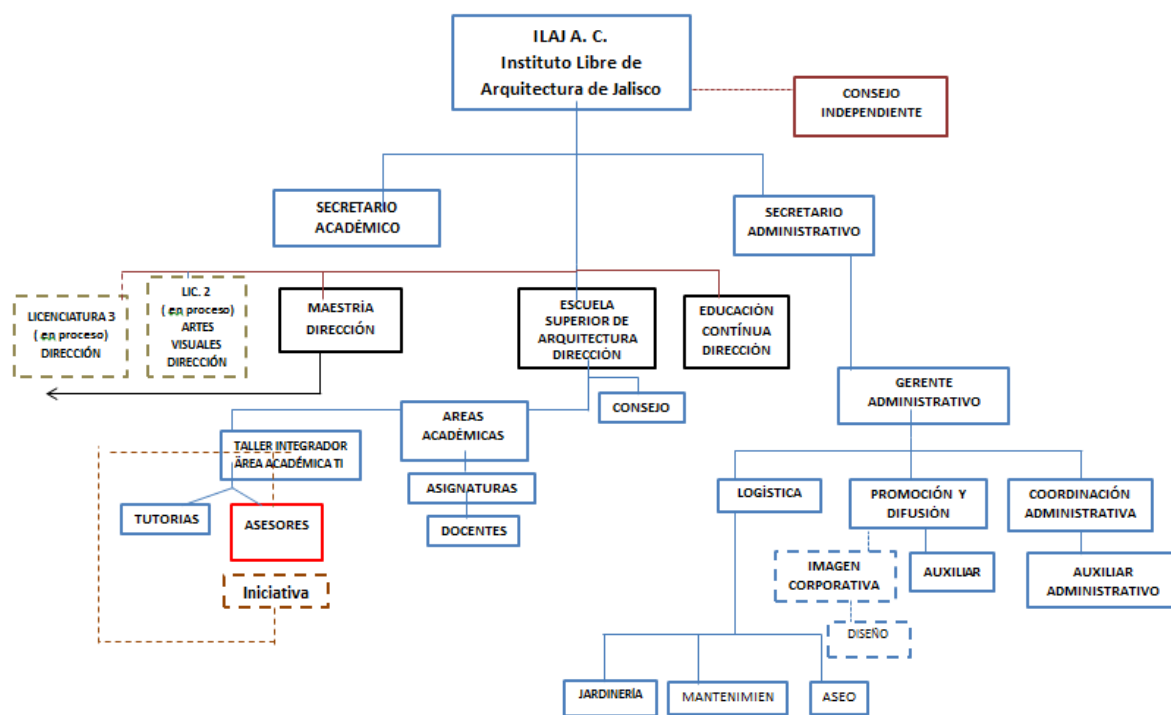 ILAJ A. C.
Instituto Libre de
Arquitectura de Jalisco
CONSEJO
INDEPENDIENTE
SECRETARIO
ACADÉMICO
SECRETARIO
ADMINISTRATIVO
LICENCIATURA 3
( en proceso)
DIRECCIÓN
LIC. 2
( en proceso)
ARTES
VISUALES
DIRECCIÓN
MAESTRÍA
DIRECCIÓN
ESCUELA
SUPERIOR DE
ARQUITECTURA
DIRECCIÓN
EDUCACIÓN
CONTÍNUA
DIRECCIÓN
GERENTE
ADMINISTRATIVO
CONSEJO
AREAS
ACADÉMICAS
TALLER INTEGRADOR
ÄREA ACADÉMICA TI
ASIGNATURAS
DOCENTES
TUTORIAS
ASESORES
Iniciativa
LOGÍSTICA
PROMOCIÓN Y
DIFUSIÓN
COORDINACIÓN
ADMINISTRATIVA
IMAGEN
CORPORATIVA
AUXILIAR
AUXILIAR
ADMINISTRATIVO
DISEÑO
JARDINERÍA
MANTENIMIEN
ASEO